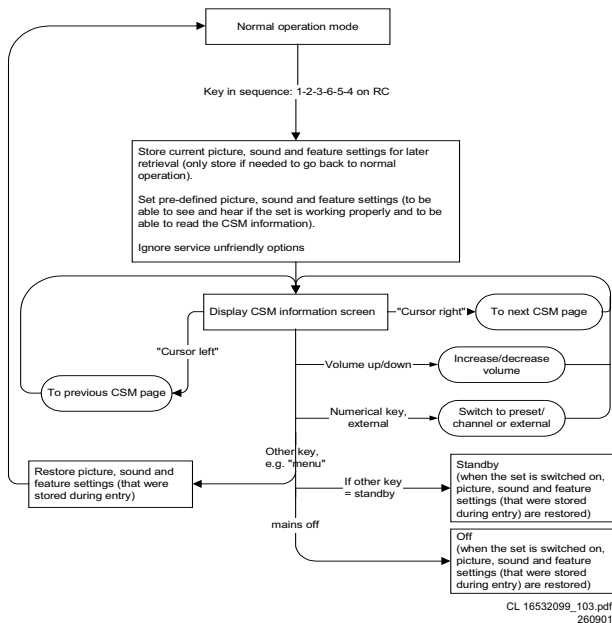 Normal operation mode
Key in sequence: 1-2-3-6-5-4 on RC
Store current picture, sound and feature settings for later
retrieval (only store if needed to go back to normal
operation).
Set pre-defined picture, sound and feature settings (to be
able to see and hear if the set is working properly and to be
able to read the CSM information).
Ignore service unfriendly options
Display CSM information screen
"Cursor right"
To next CSM page
"Cursor left"
To previous CSM page
Volume up/down
Increase/decrease
volume
Numerical key,
external
Switch to preset/
channel or external
Other key,
e.g. "menu"
Restore picture, sound and
feature settings (that were
stored during entry)
If other key
= standby
Standby
(when the set is switched on,
picture, sound and feature
settings (that were stored
during entry) are restored)
mains off
Off
(when the set is switched on,
picture, sound and feature
settings (that were stored
during entry) are restored)
CL 16532099_103.pdf
260901